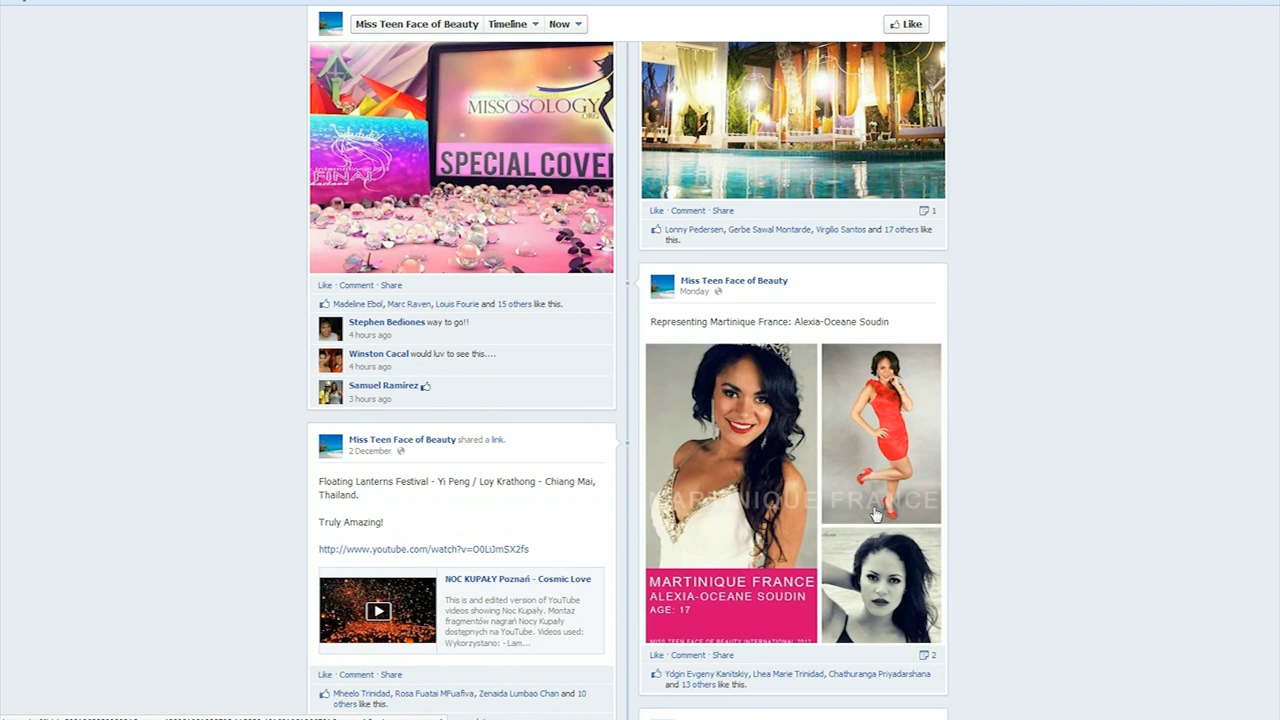 Miss Teen Face of Beauty Timeline Now
Like
MISSOSOLOGY
.ORG
SPECIAL COVE
FINAL
Like · Comment · Share
Madeline Ebol, Marc Raven, Louis Fourie and 15 others like this.
Stephen Bediones way to go!!
4 hours ago
Winston Cacal would luv to see this....
4 hours ago
Samuel Ramirez
3 hours ago
Miss Teen Face of Beauty shared a link.
2 December
Floating Lanterns Festival - Yi Peng / Loy Krathong - Chiang Mai,
Thailand.
Truly Amazing!
http://www.youtube.com/watch?v=O0LiJmSX2fs
NOC KUPAŁY Poznań - Cosmic Love
This is and edited version of YouTube
videos showing Noc Kupały. Montaż
fragmentów nagrań Nocy Kupały
dostępnych na YouTube. Videos used:
Wykorzystano: - Lam...
Like · Comment · Share
Mheelo Trinidad, Rosa Fuatai MFuafiva, Zenaida Lumbao Chan and 10
others like this.
Like · Comment · Share
1
Lonny Pedersen, Gerbe Sawal Montarde, Virgilio Santos and 17 others like
this.
Miss Teen Face of Beauty
Monday
Representing Martinique France: Alexia-Oceane Soudin
MARTINIQUE FRANCE
MARTINIQUE FRANCE
ALEXIA-OCEANE SOUDIN
AGE: 17
MISS TEEN FACE OF BEAUTY INTERNATIONAL 2012
Like · Comment · Share
2
Ydgin Evgeny Kanitskiy, Lhea Marie Trinidad, Chathuranga Priyadarshana
and 13 others like this.